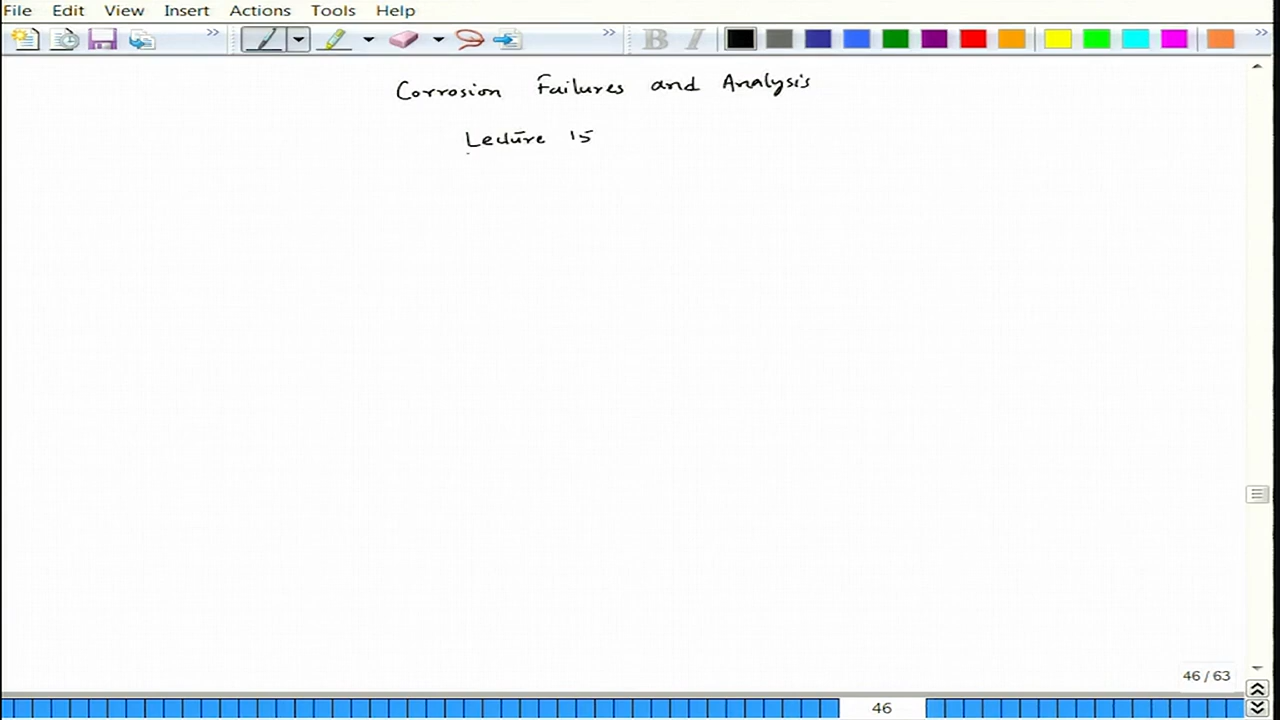 File Edit View Insert Actions Tools Help
B I
Corrosion Failures and Analysis
Lecture 15
46 / 63
46